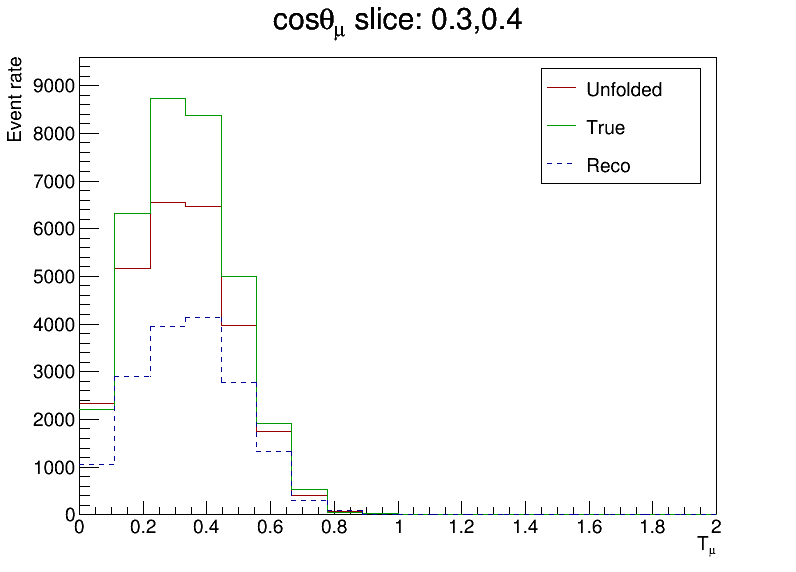 cosθμ slice: 0.3,0.4
Event rate
9000
8000
7000
6000
5000
4000
3000
2000
1000
0
Unfolded
True
Reco
0 0.2 0.4 0.6 0.8 1 1.2 1.4 1.6 1.8 2
Tμ